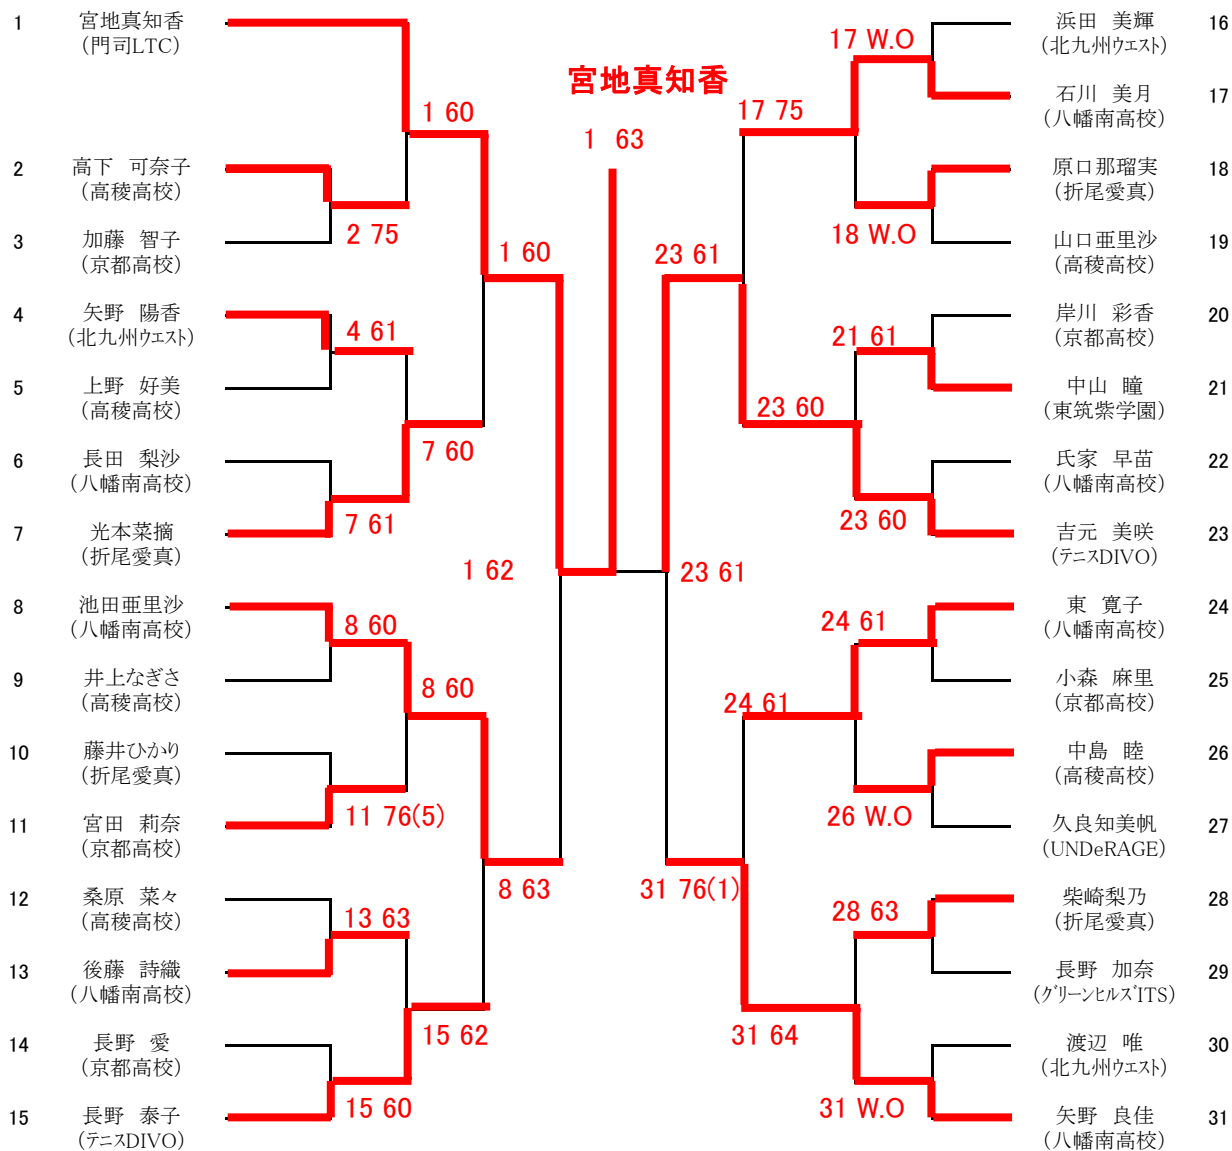 宮地真知香
1 63
1 宮地真知香
(門司LTC)
2 高下 可奈子
(高稜高校)
3 加藤 智子
(京都高校)
4 矢野 陽香
(北九州ウエスト)
5 上野 好美
(高稜高校)
6 長田 梨沙
(八幡南高校)
7 光本菜摘
(折尾愛真)
8 池田亜里沙
(八幡南高校)
9 井上なぎさ
(高稜高校)
10 藤井ひかり
(折尾愛真)
11 宮田 莉奈
(京都高校)
12 桑原 菜々
(高稜高校)
13 後藤 詩織
(八幡南高校)
14 長野 愛
(京都高校)
15 長野 泰子
(テニスDIVO)
2 75
4 61
7 61
8 60
11 76(5)
13 63
15 60
1 60
7 60
8 60
15 62
1 60
8 63
1 62
23 61
23 61
31 76(1)
17 75
23 60
24 61
31 64
17 W.O
18 W.O
21 61
23 60
24 61
26 W.O
28 63
31 W.O
浜田 美輝 16
(北九州ウエスト)
石川 美月 17
(八幡南高校)
原口那瑠実 18
(折尾愛真)
山口亜里沙 19
(高稜高校)
岸川 彩香 20
(京都高校)
中山 瞳 21
(東筑紫学園)
氏家 早苗 22
(八幡南高校)
吉元 美咲 23
(テニスDIVO)
東 寛子 24
(八幡南高校)
小森 麻里 25
(京都高校)
中島 睦 26
(高稜高校)
久良知美帆 27
(UNDeRAGE)
柴崎梨乃 28
(折尾愛真)
長野 加奈 29
(グリーンヒルズITS)
渡辺 唯 30
(北九州ウエスト)
矢野 良佳 31
(八幡南高校)